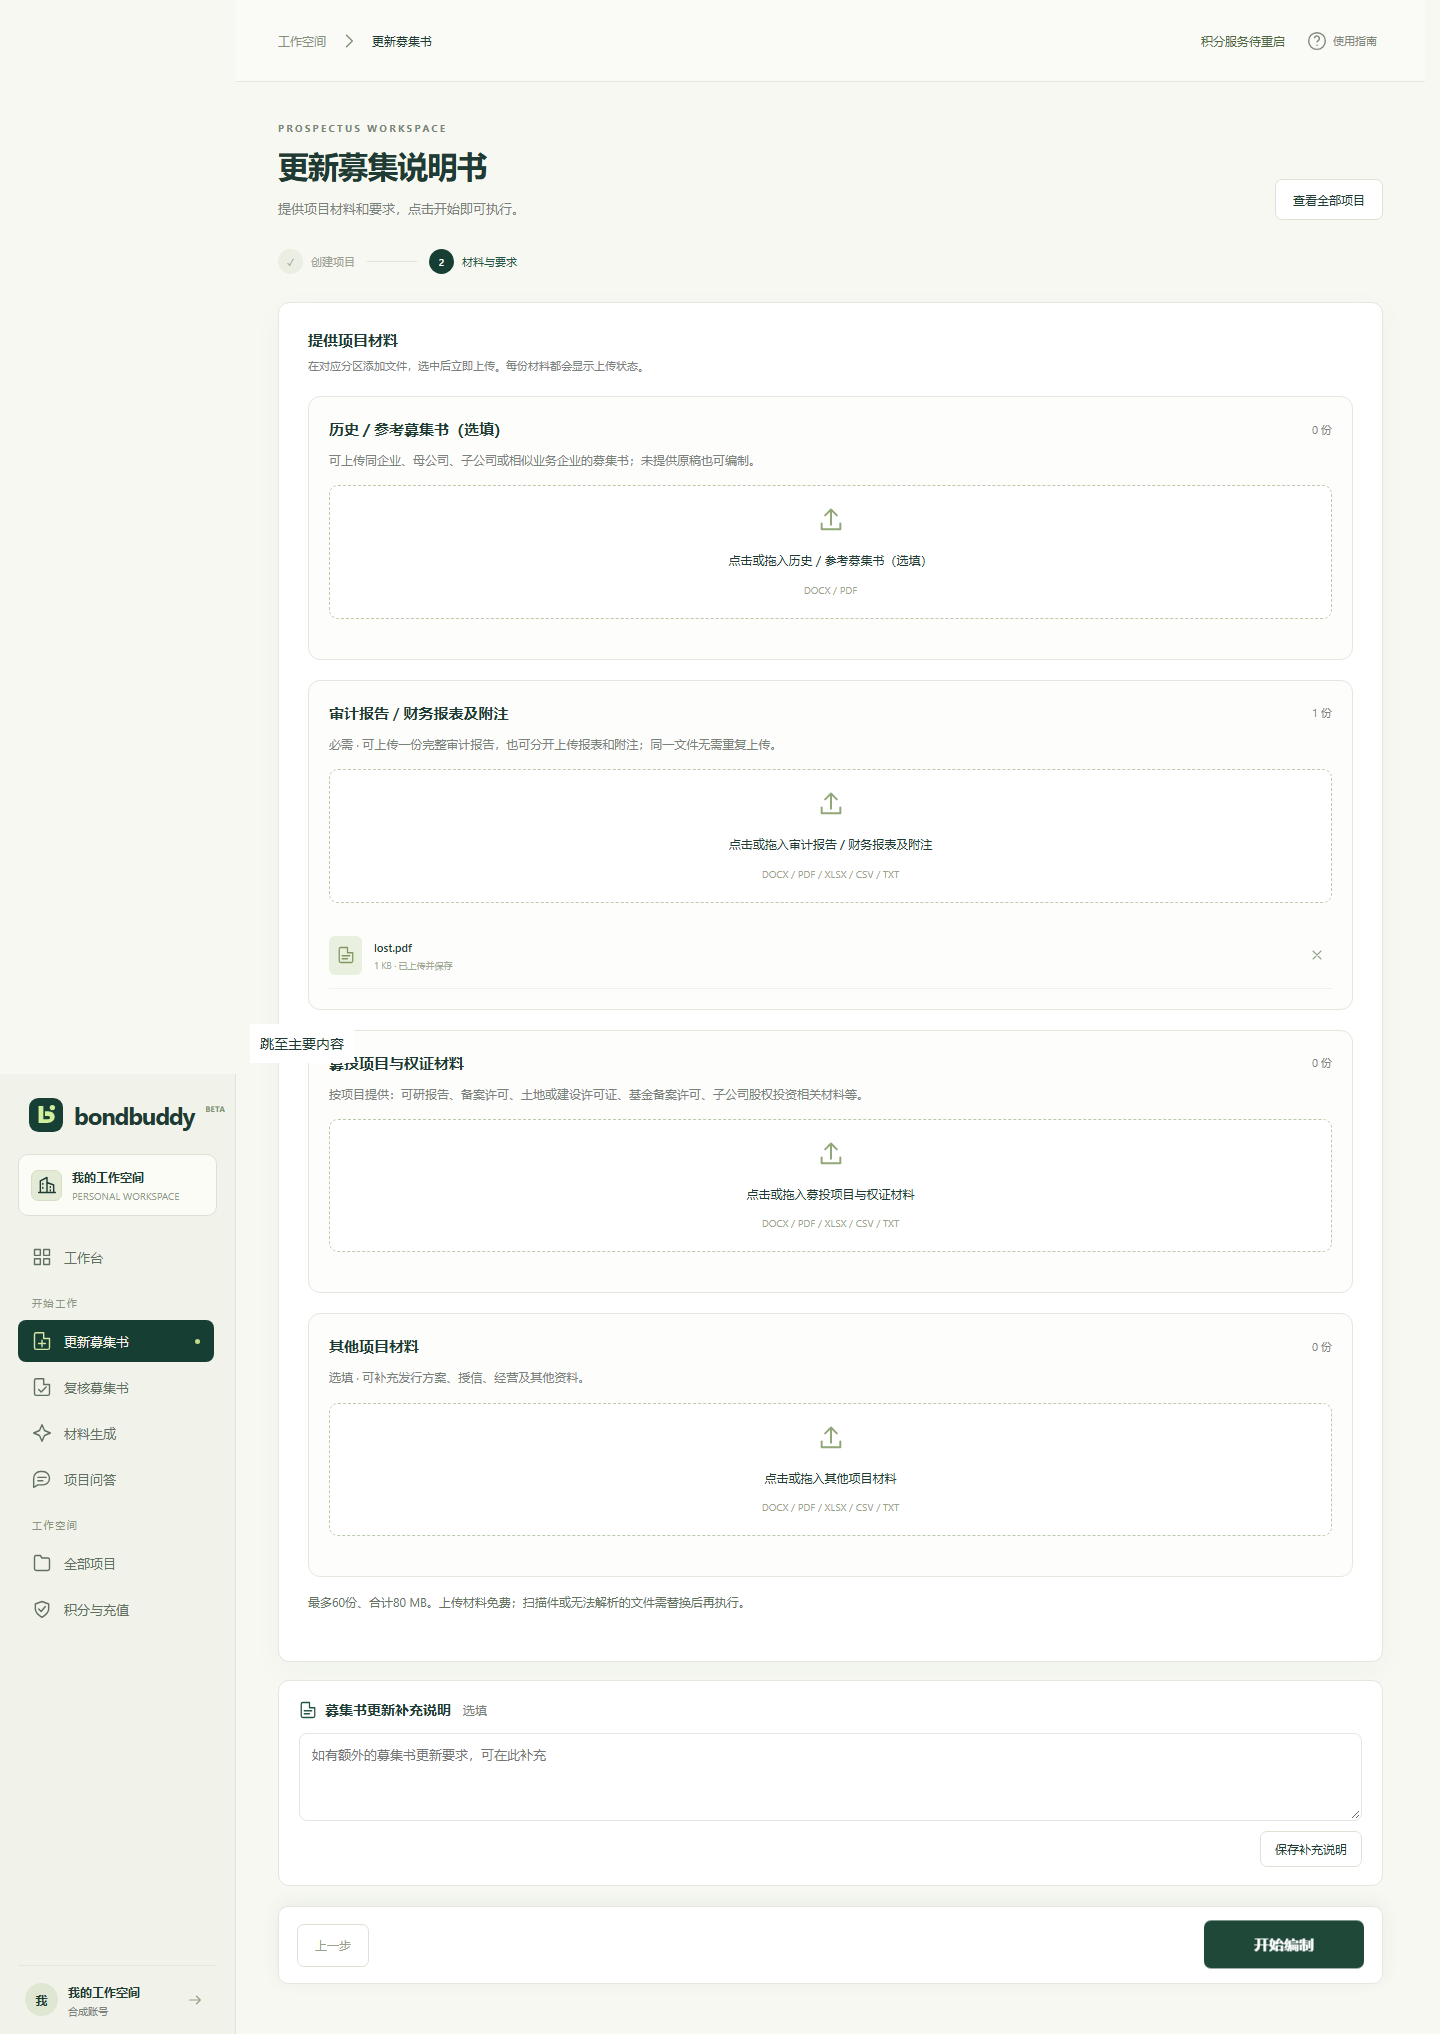 工作空间
更新募集书
积分服务待重启
使用指南
PROSPECTUS WORKSPACE
更新募集说明书
提供项目材料和要求，点击开始即可执行。
查看全部项目
创建项目
2
材料与要求
提供项目材料
在对应分区添加文件，选中后立即上传。每份材料都会显示上传状态。
历史 / 参考募集书（选填）
0 份
可上传同企业、母公司、子公司或相似业务企业的募集书；未提供原稿也可编制。
点击或拖入历史 / 参考募集书（选填）
DOCX / PDF
审计报告 / 财务报表及附注
1 份
必需 · 可上传一份完整审计报告，也可分开上传报表和附注；同一文件无需重复上传。
点击或拖入审计报告 / 财务报表及附注
DOCX / PDF / XLSX / CSV / TXT
lost.pdf
1 KB · 已上传并保存
跳至主要内容
募投项目与权证材料
0 份
按项目提供：可研报告、备案许可、土地或建设许可证、基金备案许可、子公司股权投资相关材料等。
点击或拖入募投项目与权证材料
DOCX / PDF / XLSX / CSV / TXT
其他项目材料
0 份
选填 · 可补充发行方案、授信、经营及其他资料。
点击或拖入其他项目材料
DOCX / PDF / XLSX / CSV / TXT
最多60份、合计80 MB。上传材料免费；扫描件或无法解析的文件需替换后再执行。
募集书更新补充说明 选填
如有额外的募集书更新要求，可在此补充
保存补充说明
上一步
开始编制
bondbuddy BETA
我的工作空间
PERSONAL WORKSPACE
工作台
开始工作
更新募集书
复核募集书
材料生成
项目问答
工作空间
全部项目
积分与充值
我
我的工作空间
合成账号